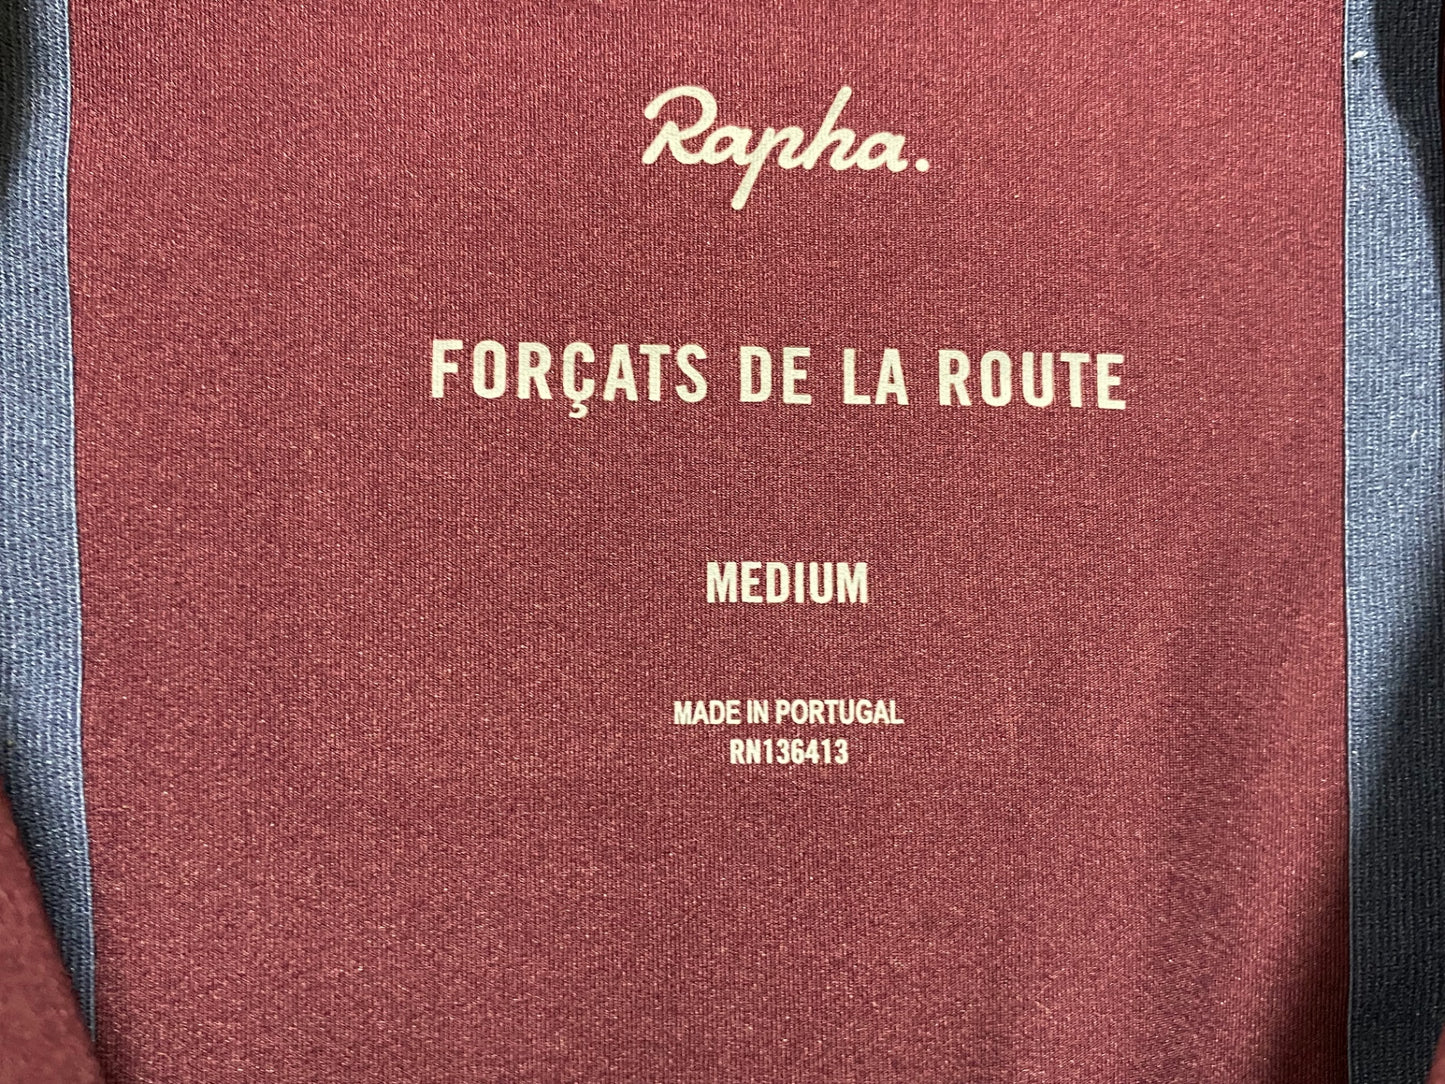 Rapha.
FORÇATS DE LA ROUTE
MEDIUM
MADE IN PORTUGAL
RN136413